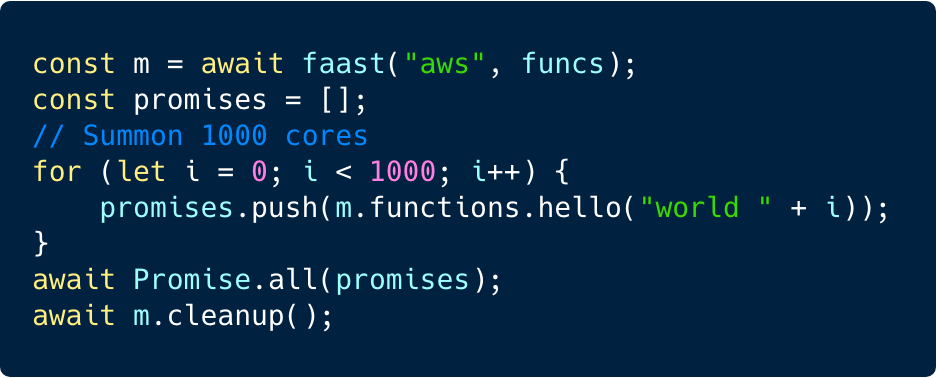 const m = await faast("aws", funcs);
const promises = [];
// Summon 1000 cores
for (let i = 0; i < 1000; i++) {
    promises.push(m.functions.hello("world " + i));
}
await Promise.all(promises);
await m.cleanup();